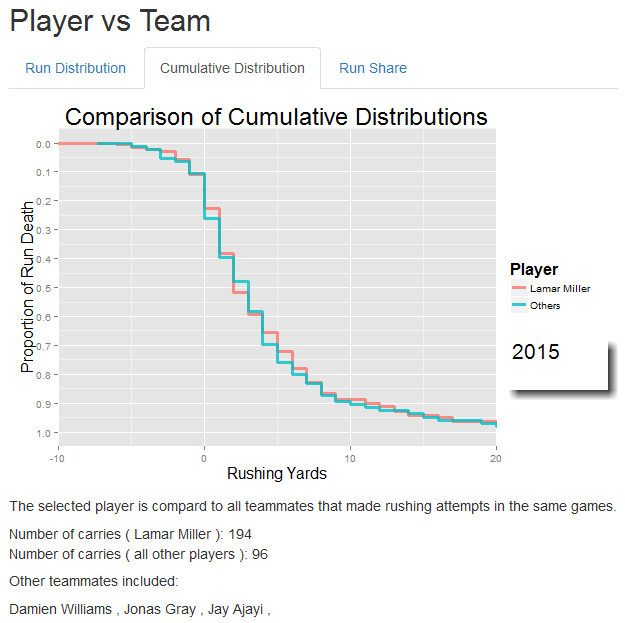 Player vs Team
Run Distribution Cumulative Distribution Run Share
Comparison of Cumulative Distributions
Proportion of Run Death
0.0
0.1
0.2
0.3
0.4
0.5
0.6
0.7
0.8
0.9
1.0
-10 0 10 20
Rushing Yards
Player
Lamar Miller
Others
2015
The selected player is compard to all teammates that made rushing attempts in the same games.
Number of carries ( Lamar Miller ): 194
Number of carries ( all other players ): 96
Other teammates included:
Damien Williams , Jonas Gray , Jay Ajayi ,